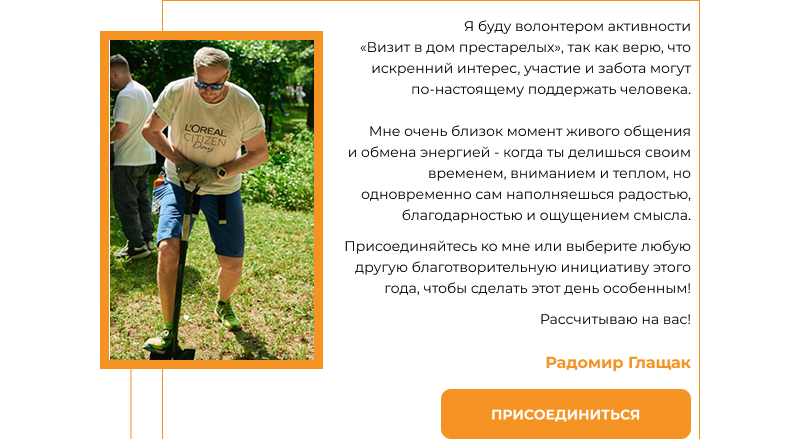 Я буду волонтером активности
«Визит в дом престарелых», так как верю, что
искренний интерес, участие и забота могут
по-настоящему поддержать человека.
Мне очень близок момент живого общения
и обмена энергией - когда ты делишься своим
временем, вниманием и теплом, но
одновременно сам наполняешься радостью,
благодарностью и ощущением смысла.
Присоединяйтесь ко мне или выберите любую
другую благотворительную инициативу этого
года, чтобы сделать этот день особенным!
Рассчитываю на вас!
Радомир Глащак
ПРИСОЕДИНИТЬСЯ
L'ORÉAL
CITIZEN
Day